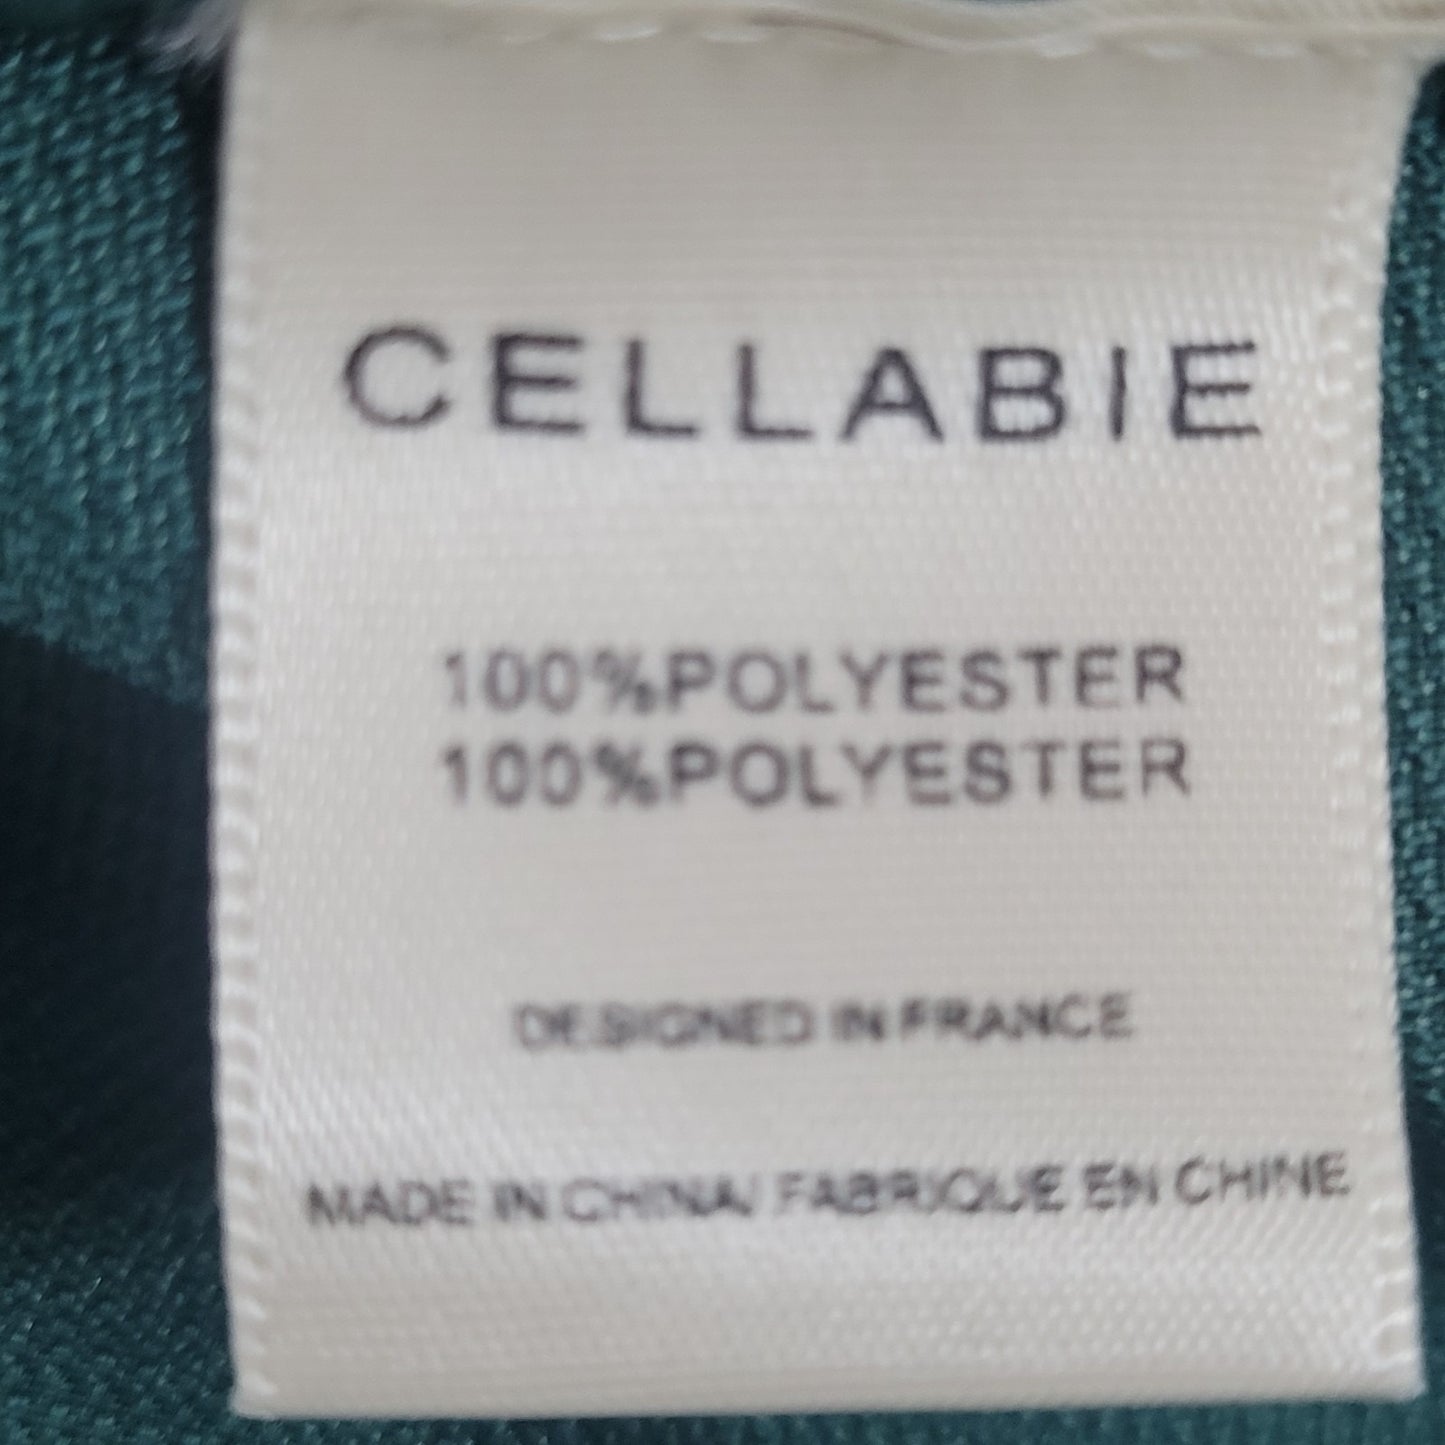 CELLABIE
100%POLYESTER
100%POLYESTER
DESIGNED IN FRANCE
MADE IN CHINA/ FABRIQUE EN CHINE